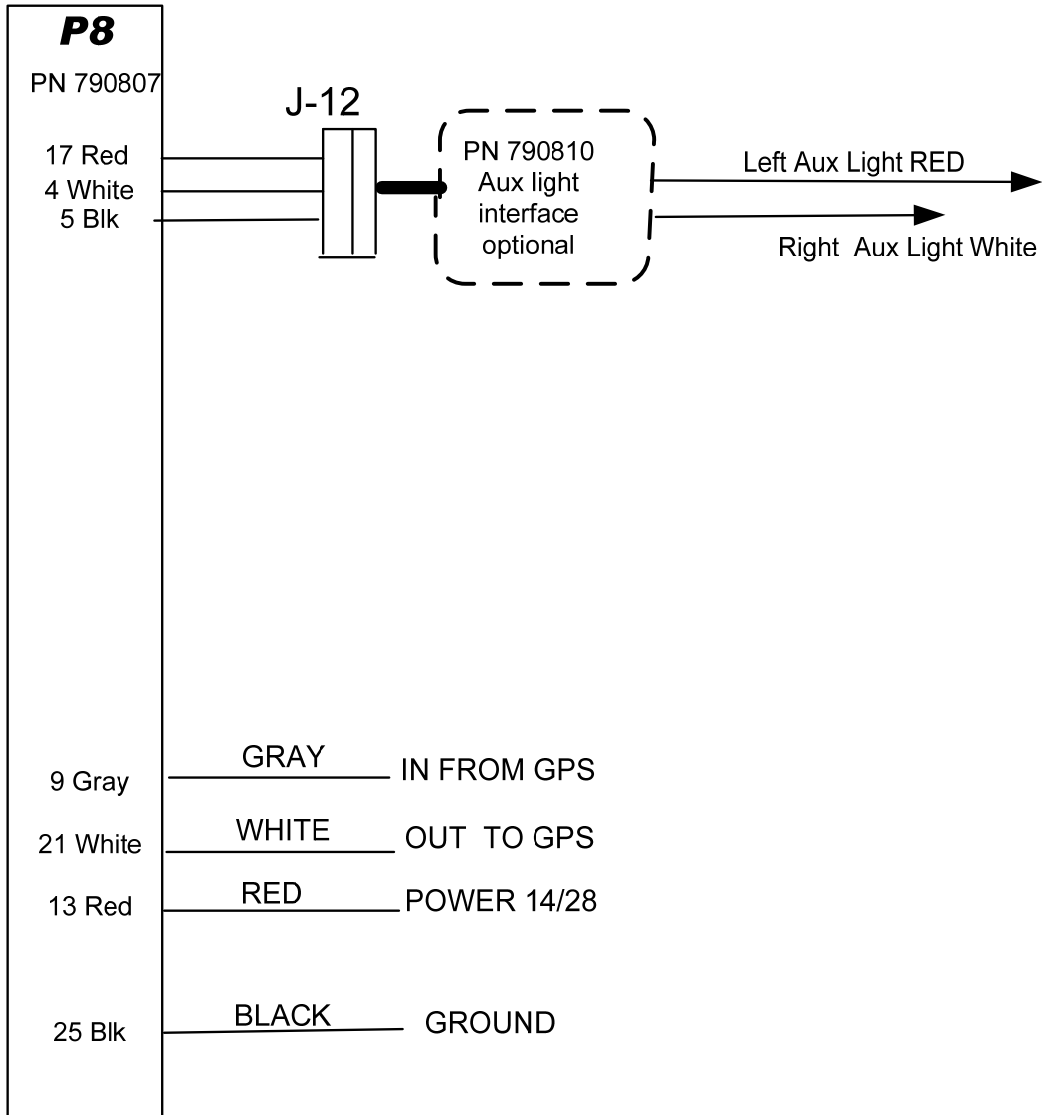 P8
PN 790807
J-12
17 Red
4 White
5 Blk
PN 790810
Aux light
interface
optional
Left Aux Light RED
Right Aux Light White
9 Gray
GRAY
IN FROM GPS
21 White
WHITE
OUT TO GPS
13 Red
RED
POWER 14/28
25 Blk
BLACK
GROUND